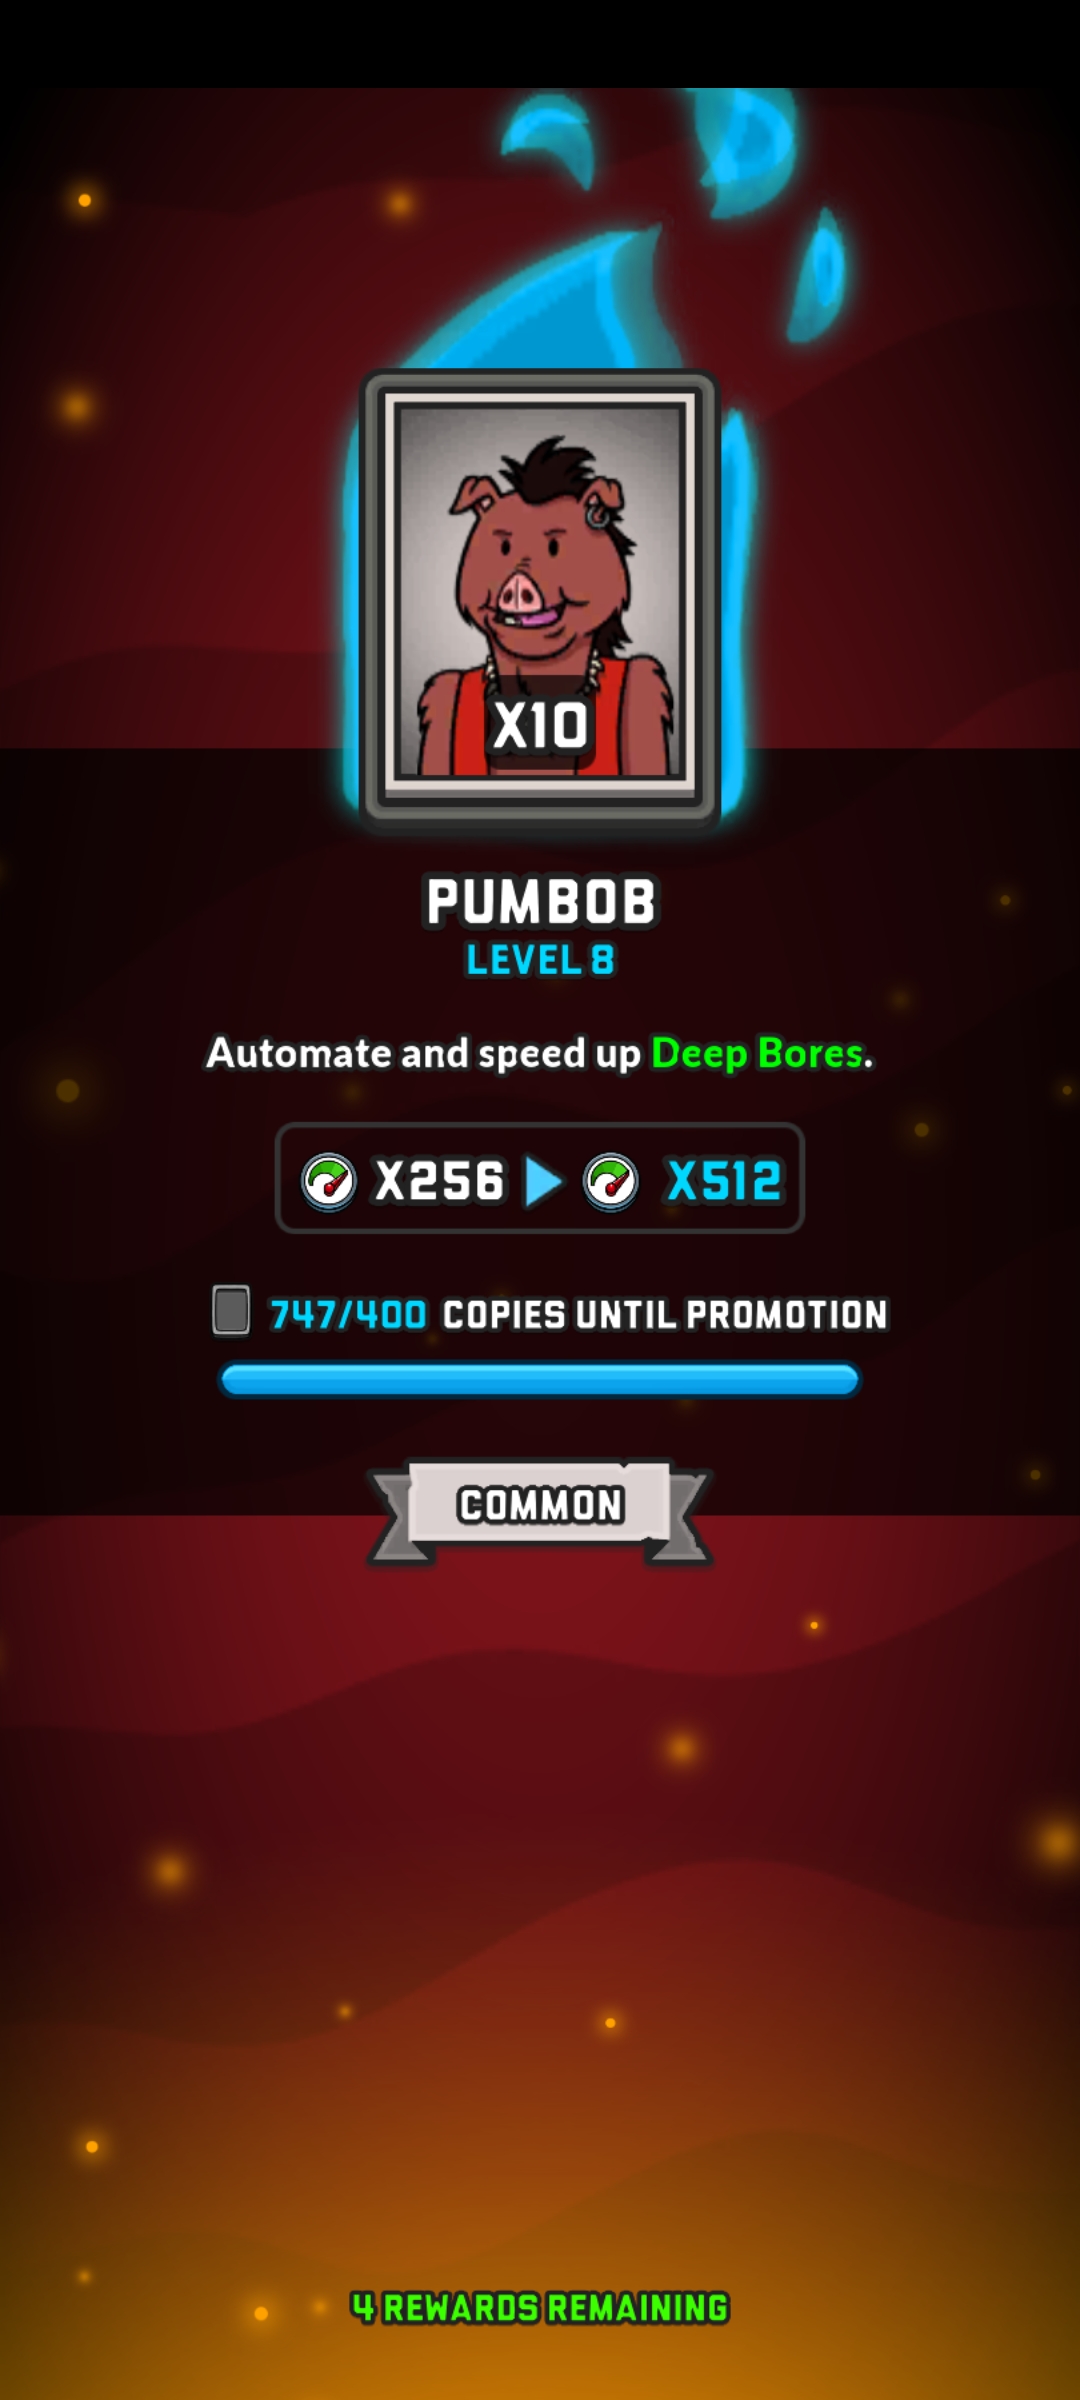 X10
PUMBOB
LEVEL 8
Automate and speed up Deep Bores.
X256 X512
747/400 COPIES UNTIL PROMOTION
COMMON
4 REWARDS REMAINING